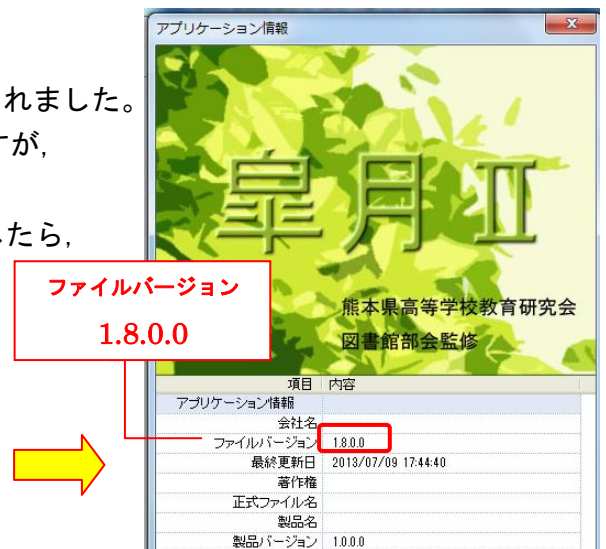 アプリケーション情報
れました。
すが,
たら,
皐月Ⅱ
ファイルバージョン
1.8.0.0
熊本県高等学校教育研究会
図書館部会監修
項目 内容
アプリケーション情報
会社名
ファイルバージョン 1.8.0.0
最終更新日 2013/07/09 17:44:40
著作権
正式ファイル名
製品名
製品バージョン 1.0.0.0